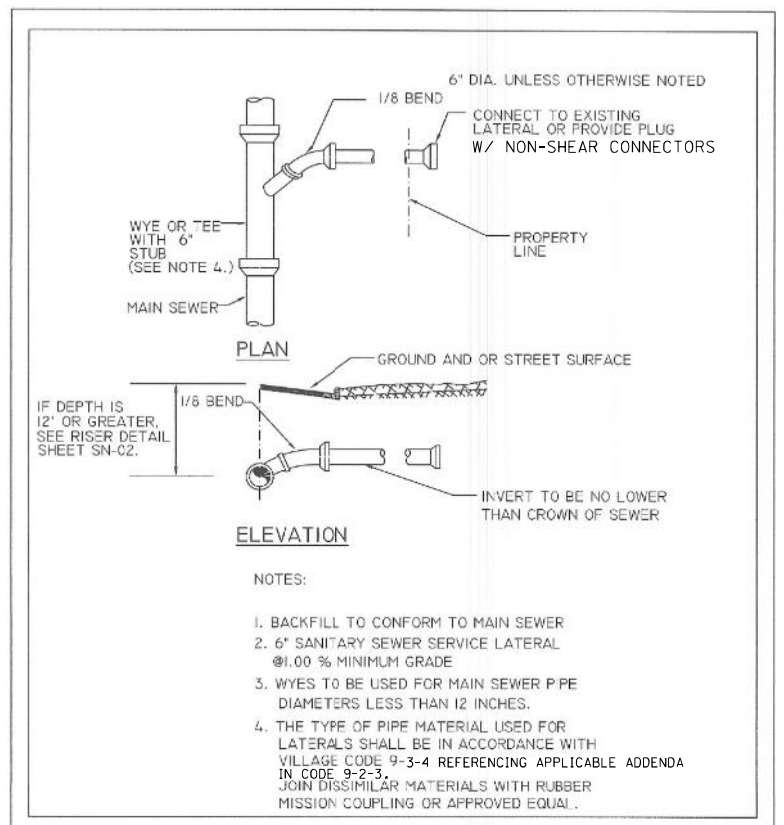 6" DIA. UNLESS OTHERWISE NOTED
1/8 BEND
CONNECT TO EXISTING
LATERAL OR PROVIDE PLUG
W/ NON-SHEAR CONNECTORS
WYE OR TEE
WITH 6"
STUB
(SEE NOTE 4.)
PROPERTY
LINE
MAIN SEWER
PLAN
GROUND AND OR STREET SURFACE
IF DEPTH IS
12' OR GREATER,
SEE RISER DETAIL
SHEET SN-02.
1/8 BEND
INVERT TO BE NO LOWER
THAN CROWN OF SEWER
ELEVATION
NOTES:
1. BACKFILL TO CONFORM TO MAIN SEWER
2. 6" SANITARY SEWER SERVICE LATERAL
@1.00 % MINIMUM GRADE
3. WYES TO BE USED FOR MAIN SEWER PIPE
DIAMETERS LESS THAN 12 INCHES.
4. THE TYPE OF PIPE MATERIAL USED FOR
LATERALS SHALL BE IN ACCORDANCE WITH
VILLAGE CODE 9-3-4 REFERENCING APPLICABLE ADDENDA
IN CODE 9-2-3.
JOIN DISSIMILAR MATERIALS WITH RUBBER
MISSION COUPLING OR APPROVED EQUAL.